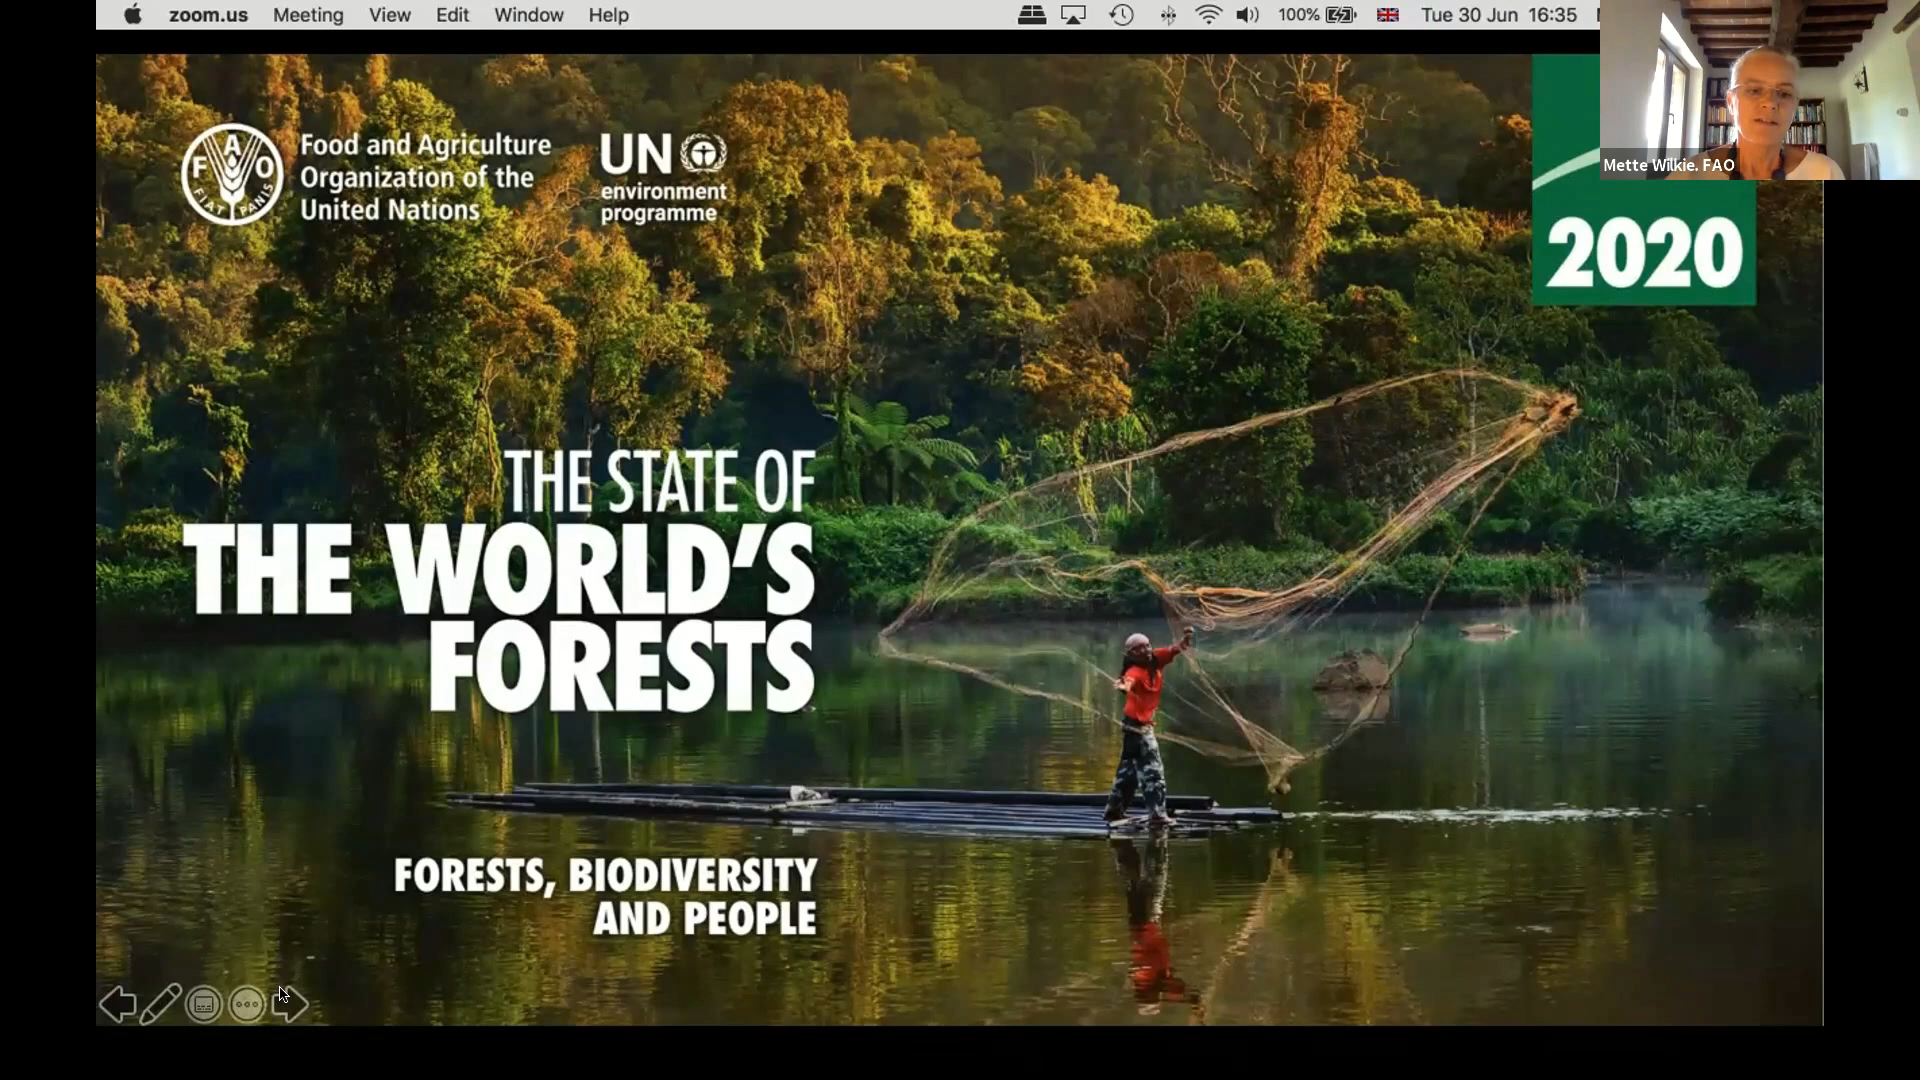 zoom.us Meeting View Edit Window Help 100% Tue 30 Jun 16:35
Mette Wilkie. FAO
2020
F A O
FIAT PANIS
Food and Agriculture
Organization of the
United Nations
UN
environment
programme
THE STATE OF
THE WORLD'S
FORESTS
FORESTS, BIODIVERSITY
AND PEOPLE